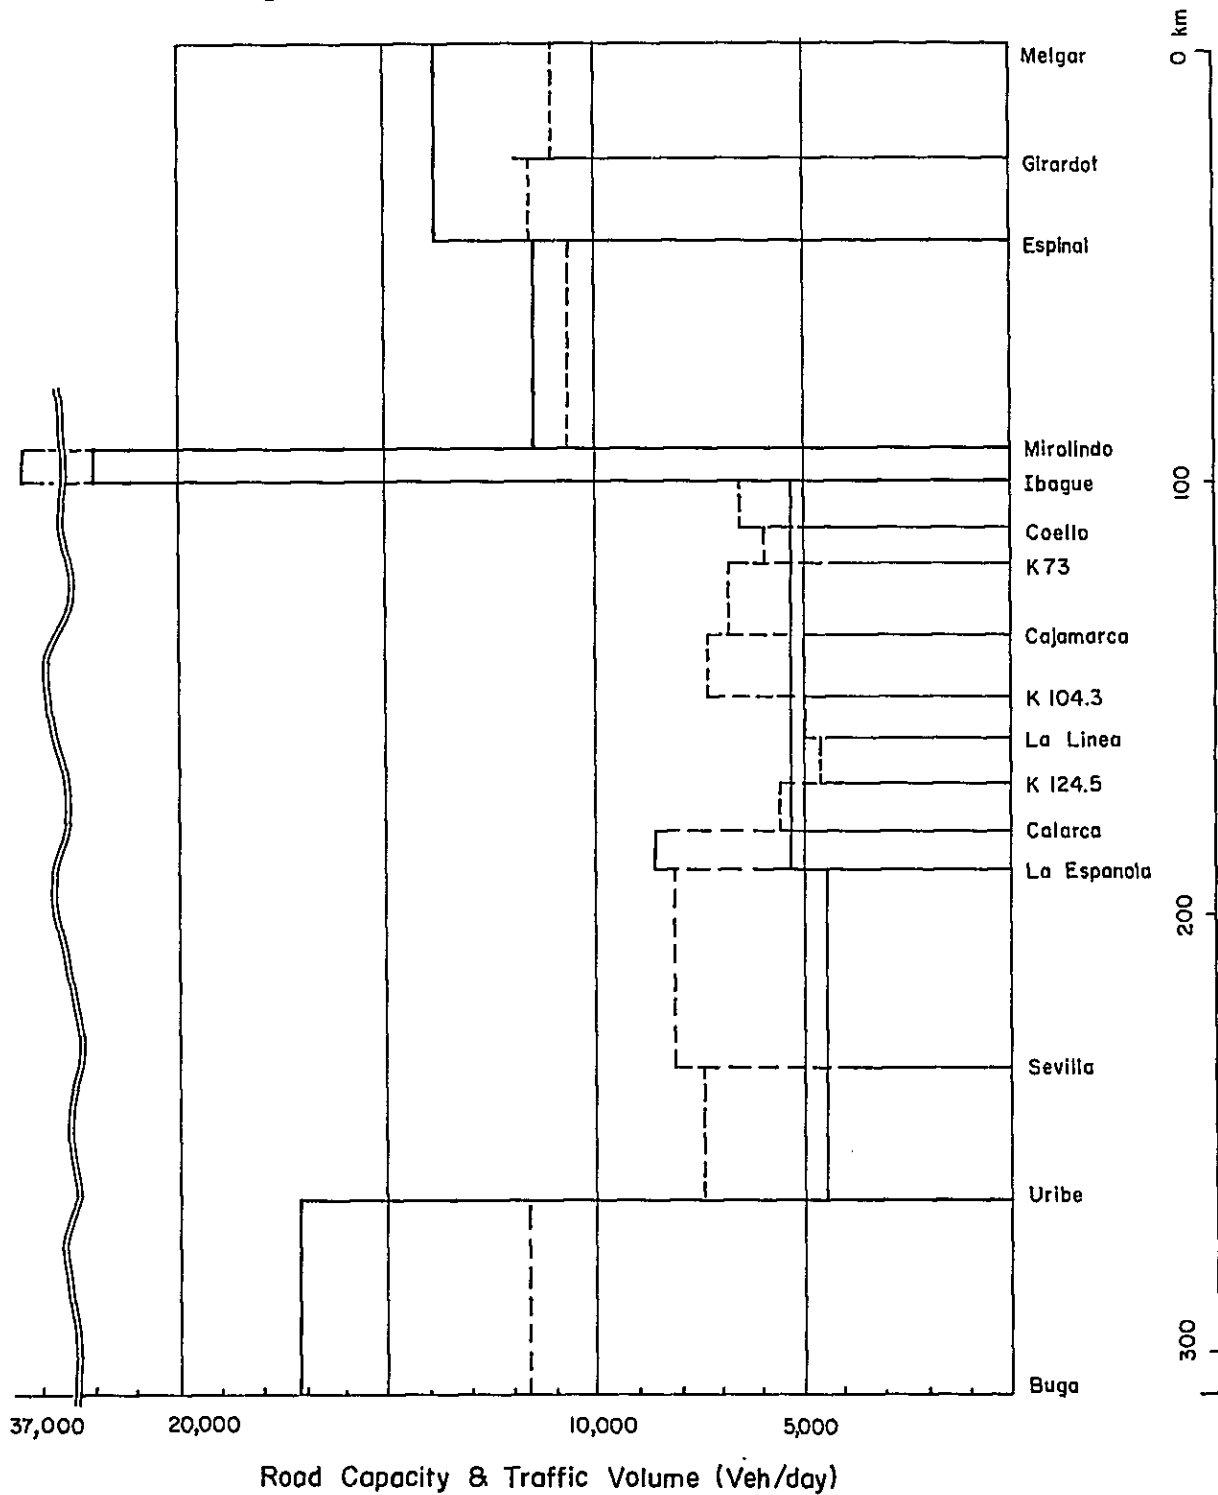 0 km
Melgar
Girardot
Espinal
Mirolindo
Ibague
100
Coello
K73
Cajamarca
K 104.3
La Linea
K 124.5
Calarca
La Espanola
200
Sevilla
Uribe
300
Buga
37,000 20,000 10,000 5,000
Road Capacity & Traffic Volume (Veh/day)